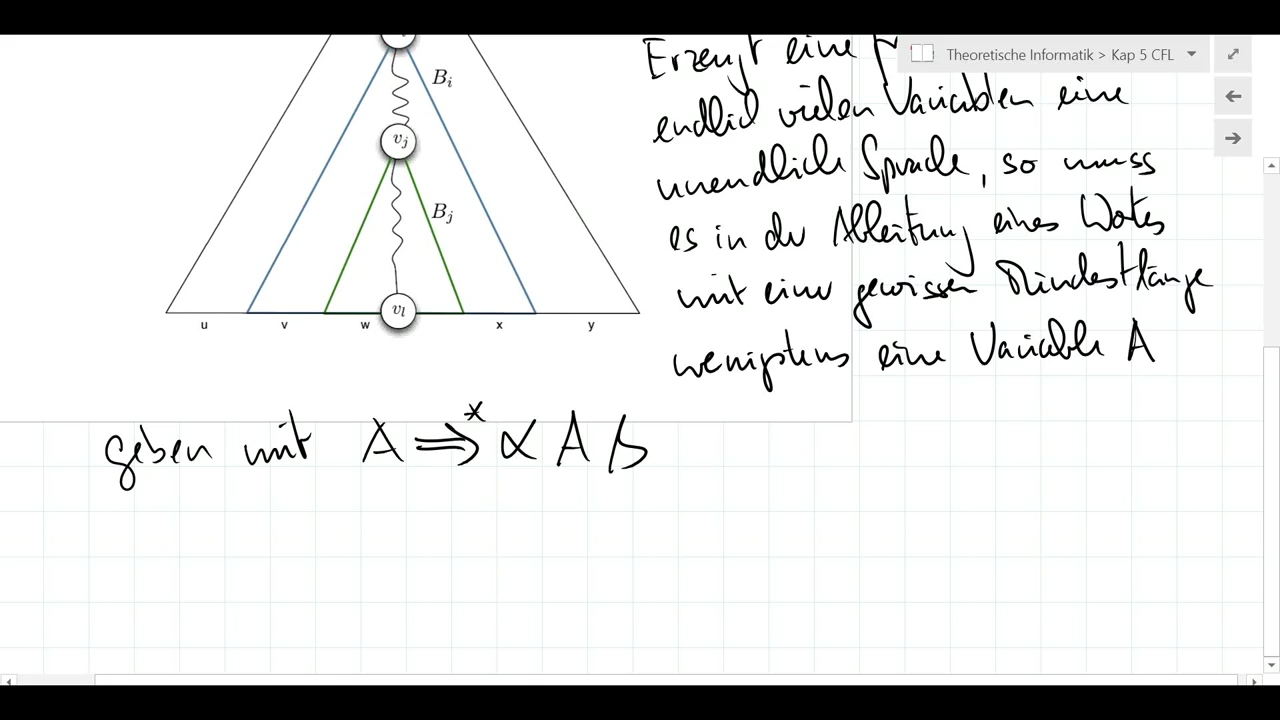 Theoretische Informatik > Kap 5 CFL
Erzeugt eine
endlich vielen Variablen eine
unendliche Sprache, so muss
es in der Ableitung eines Wortes
mit einer gewissen Mindestlänge
wenigstens eine Variable A
geben mit A ⇒* α A β
B_i
v_j
B_j
v_l
u v w x y